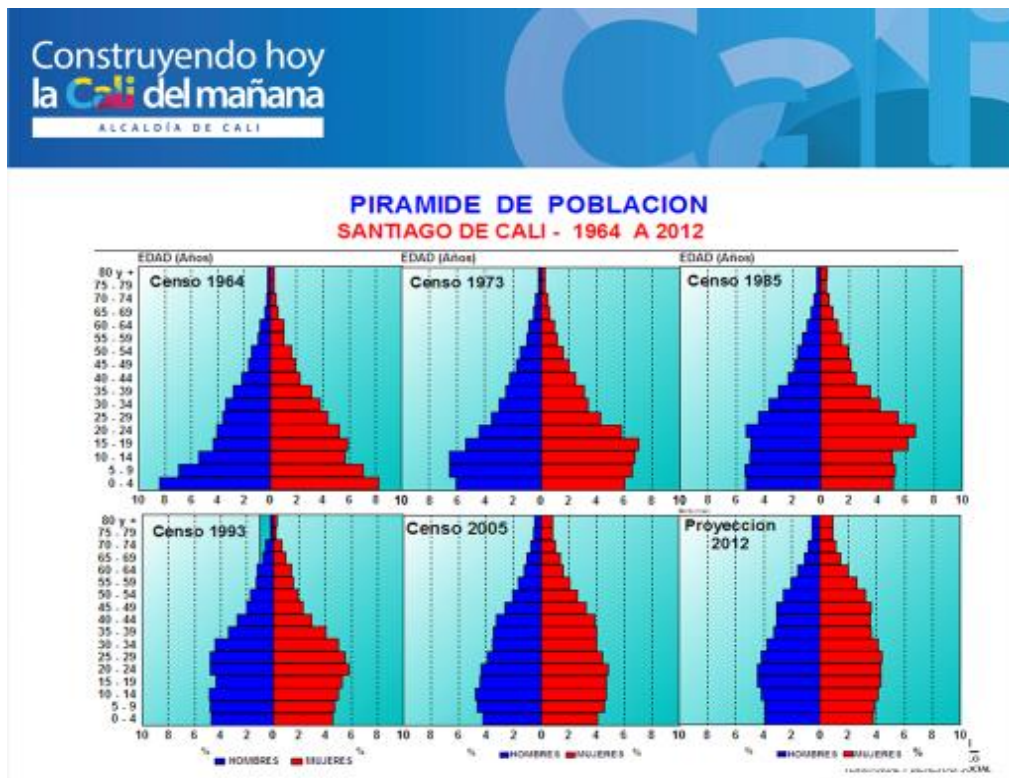 Construyendo hoy
la Cali del mañana
ALCALDÍA DE CALI
Cali
PIRAMIDE DE POBLACION
SANTIAGO DE CALI - 1964 A 2012
EDAD (Años) EDAD (Años) EDAD (Años)
Censo 1964 Censo 1973 Censo 1985
80 y +
75 - 79
70 - 74
65 - 69
60 - 64
55 - 59
50 - 54
45 - 49
40 - 44
35 - 39
30 - 34
25 - 29
20 - 24
15 - 19
10 - 14
5 - 9
0 - 4
10 8 6 4 2 0 2 4 6 8 10 8 6 4 2 0 2 4 6 8 10 8 6 4 2 0 2 4 6 8 10
Censo 1993 Censo 2005 Proyeccion
2012
80 y +
75 - 79
70 - 74
65 - 69
60 - 64
55 - 59
50 - 54
45 - 49
40 - 44
35 - 39
30 - 34
25 - 29
20 - 24
15 - 19
10 - 14
5 - 9
0 - 4
10 8 6 4 2 0 2 4 6 8 10 8 6 4 2 0 2 4 6 8 10 8 6 4 2 0 2 4 6 8 10
% HOMBRES MUJERES % % HOMBRES MUJERES % % HOMBRES MUJERES %